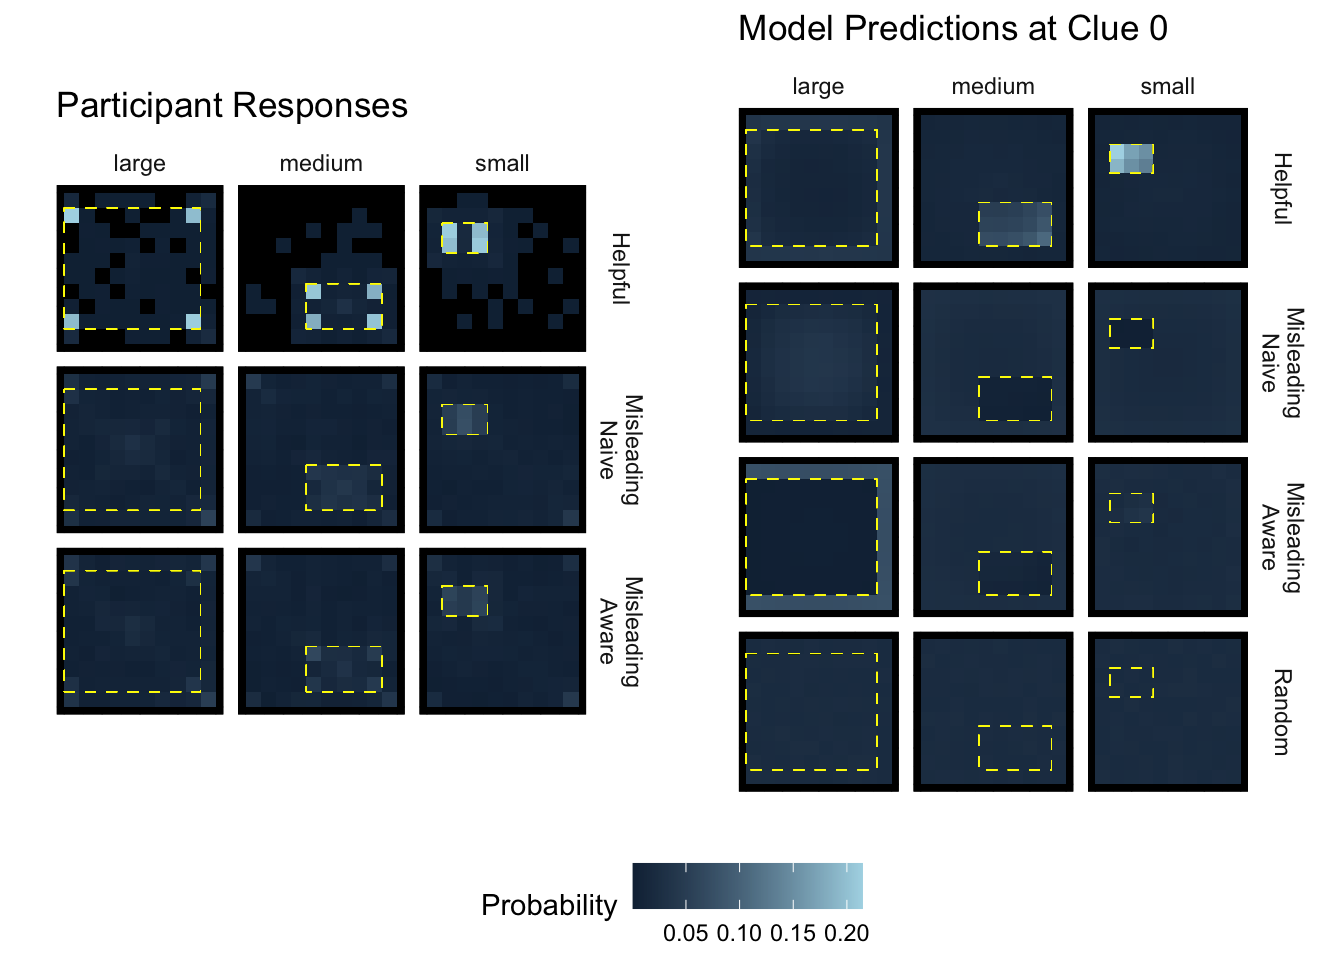 Model Predictions at Clue 0
Participant Responses
large
medium
small
Helpful
Misleading
Naive
Misleading
Aware
large
medium
small
Helpful
Misleading
Naive
Misleading
Aware
Random
Probability
0.05 0.10 0.15 0.20